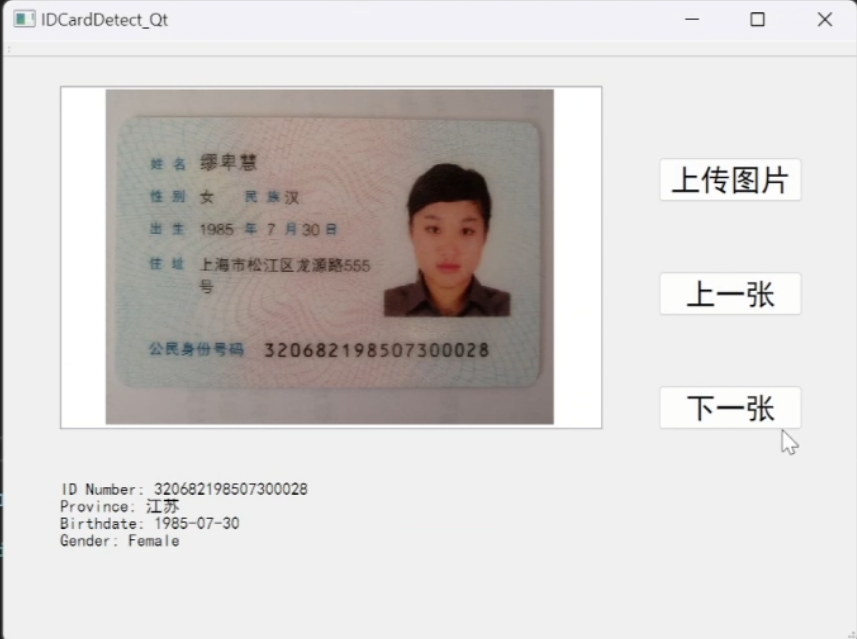 IDCardDetect_Qt
姓名 缪卑慧
性别 女 民族汉
出生 1985 年 7 月 30 日
住址 上海市松江区龙源路555
号
公民身份号码 320682198507300028
上传图片
上一张
下一张
ID Number: 320682198507300028
Province: 江苏
Birthdate: 1985-07-30
Gender: Female